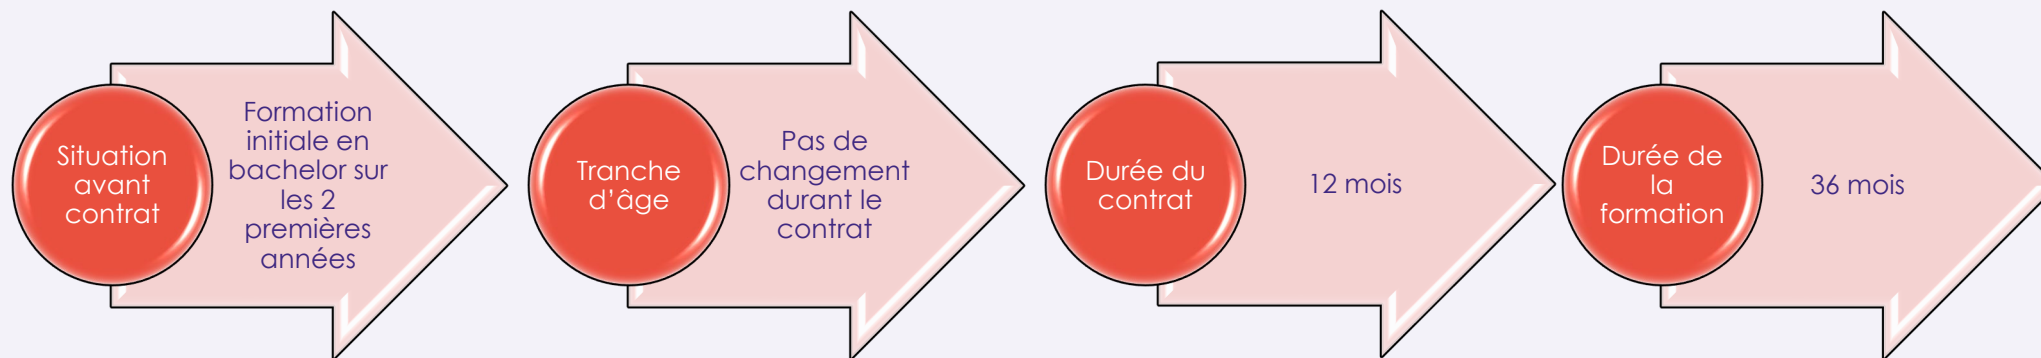 Situation
avant
contrat
Formation
initiale en
bachelor sur
les 2
premières
années
Tranche
d’âge
Pas de
changement
durant le
contrat
Durée du
contrat
12 mois
Durée de
la
formation
36 mois